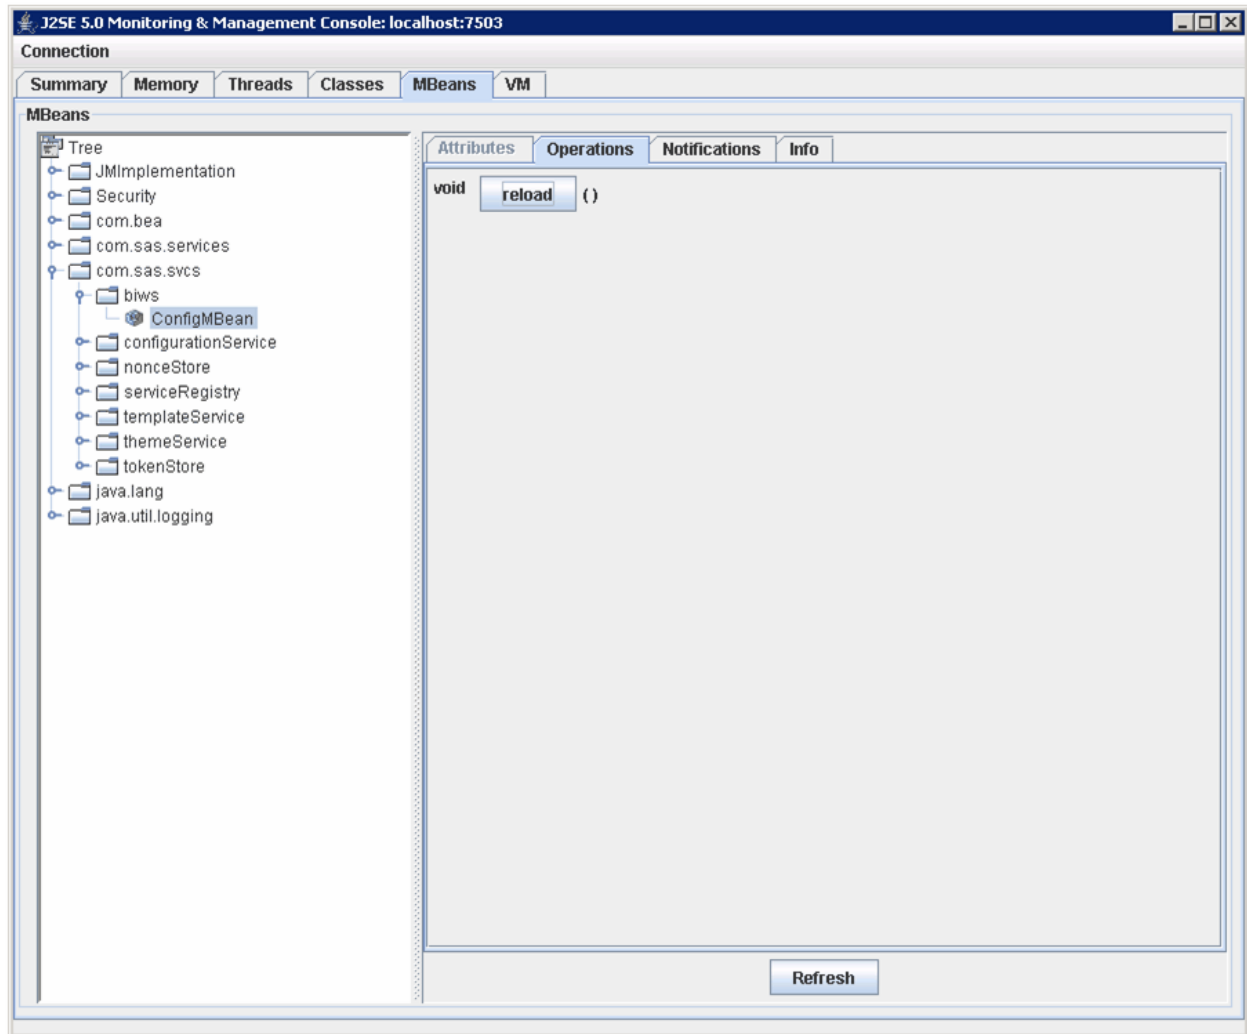 J2SE 5.0 Monitoring & Management Console: localhost:7503
Connection
Summary Memory Threads Classes MBeans VM
MBeans
Tree
JMImplementation
Security
com.bea
com.sas.services
com.sas.svcs
biws
ConfigMBean
configurationService
nonceStore
serviceRegistry
templateService
themeService
tokenStore
java.lang
java.util.logging
Attributes Operations Notifications Info
void reload ( )
Refresh